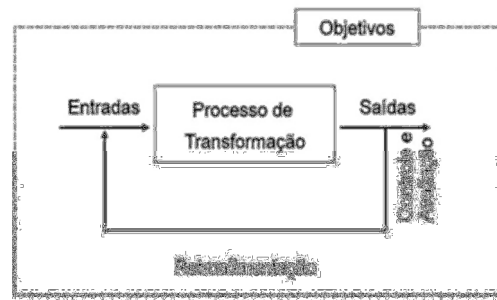 Objetivos
Entradas
Processo de
Transformação
Saídas
Controle e
Avaliação
Retroalimentação